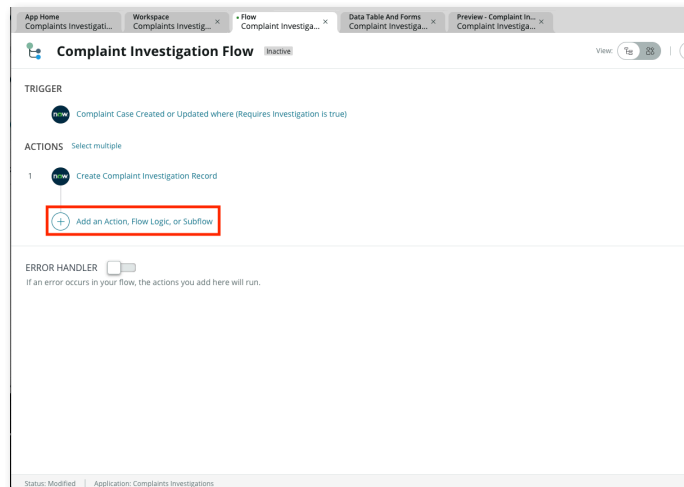 App Home
Complaints Investigati...
Workspace
Complaints Investig...
Flow
Complaint Investiga...
Data Table And Forms
Complaint Investiga...
Preview - Complaint In...
Complaint Investiga...
Complaint Investigation Flow Inactive
View:
TRIGGER
now Complaint Case Created or Updated where (Requires Investigation is true)
ACTIONS Select multiple
1 now Create Complaint Investigation Record
Add an Action, Flow Logic, or Subflow
ERROR HANDLER
If an error occurs in your flow, the actions you add here will run.
Status: Modified | Application: Complaints Investigations